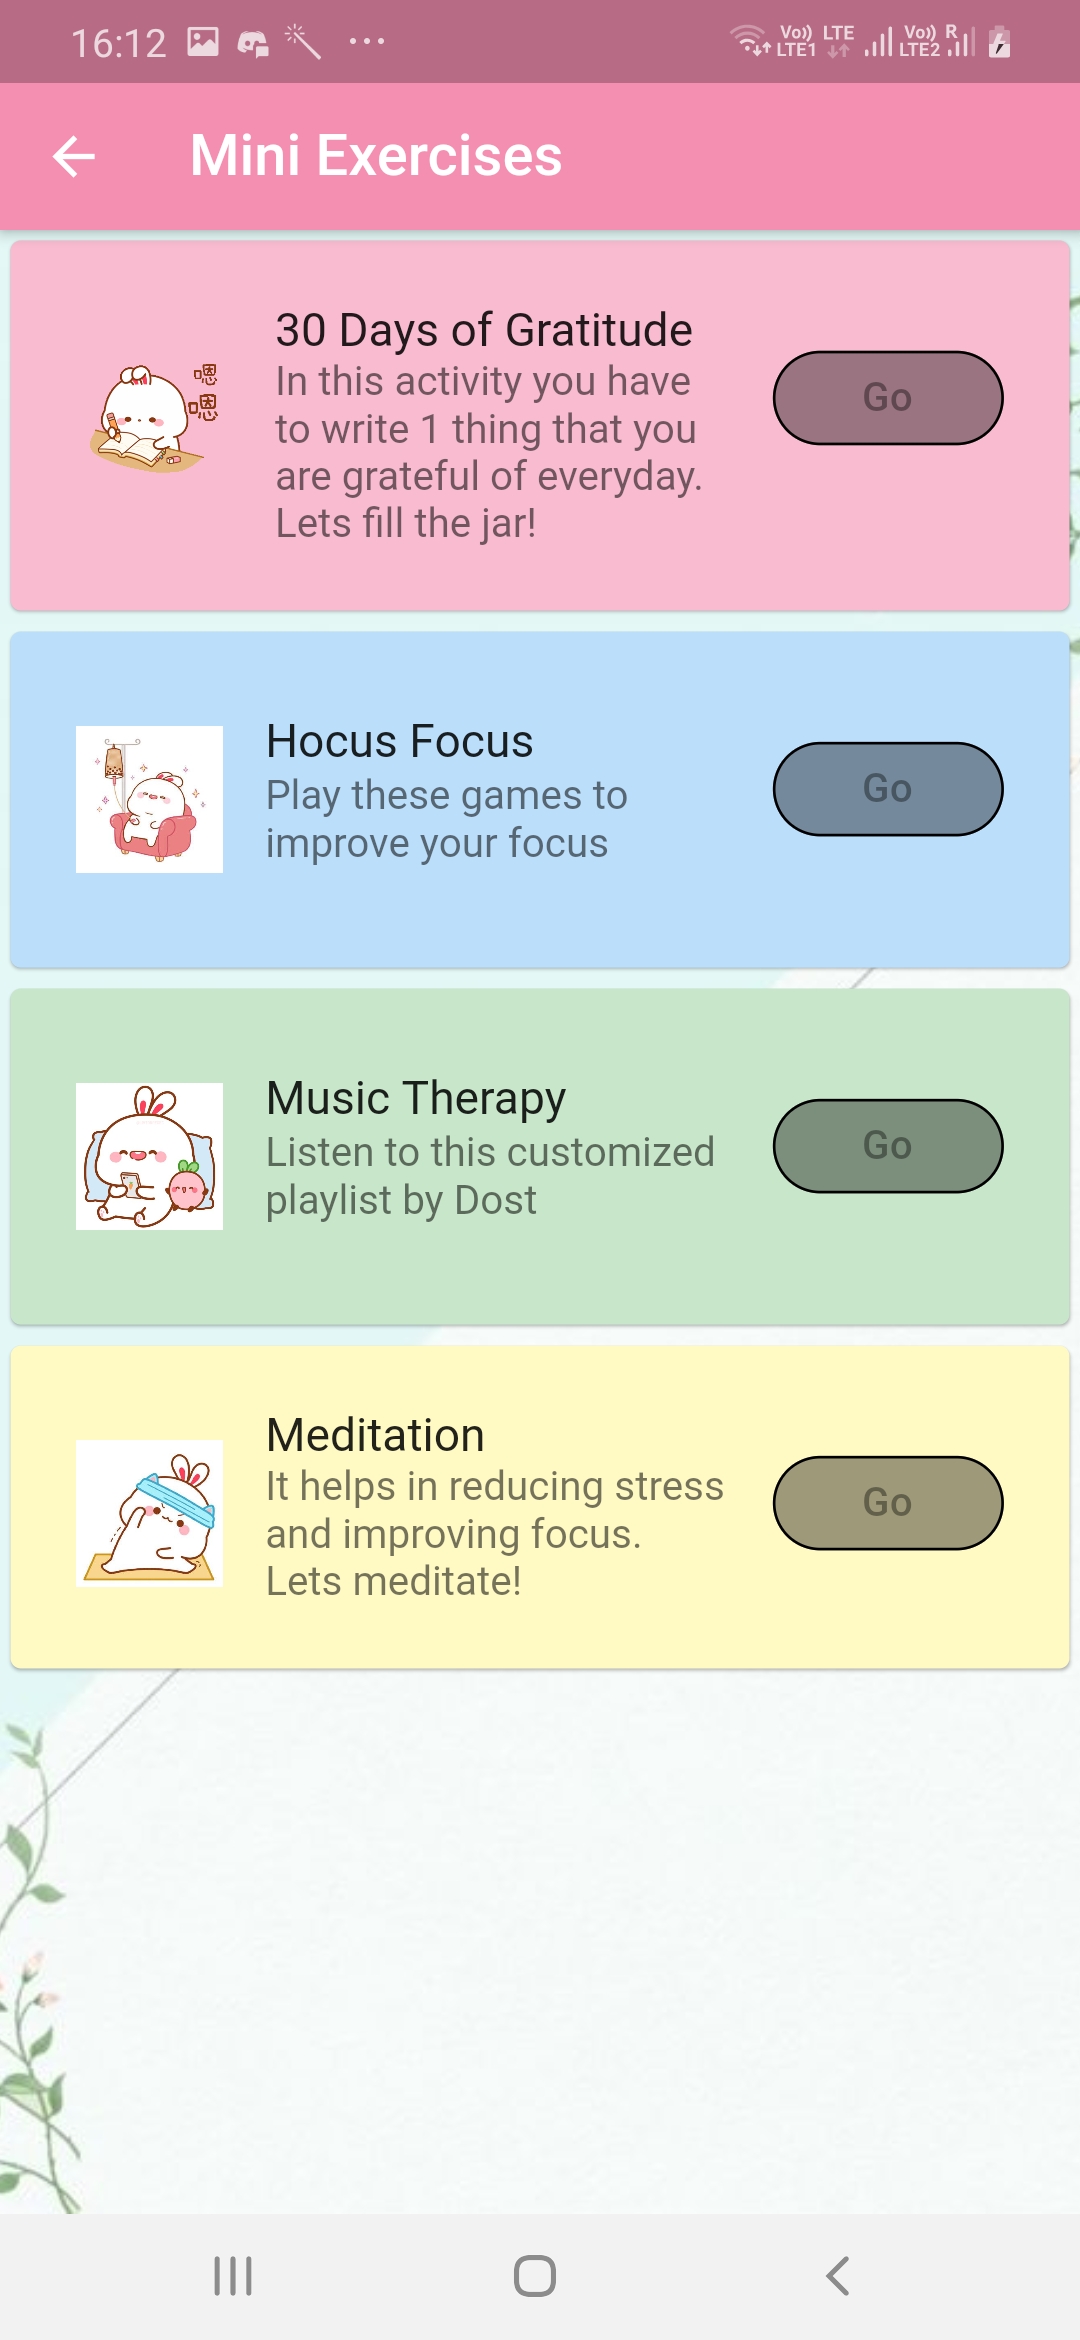 16:12
Vo)) LTE Vo)) R
LTE1 LTE2
Mini Exercises
30 Days of Gratitude
In this activity you have
to write 1 thing that you
are grateful of everyday.
Lets fill the jar!
Go
嗯
嗯
Hocus Focus
Play these games to
improve your focus
Go
Music Therapy
Listen to this customized
playlist by Dost
Go
Meditation
It helps in reducing stress
and improving focus.
Lets meditate!
Go